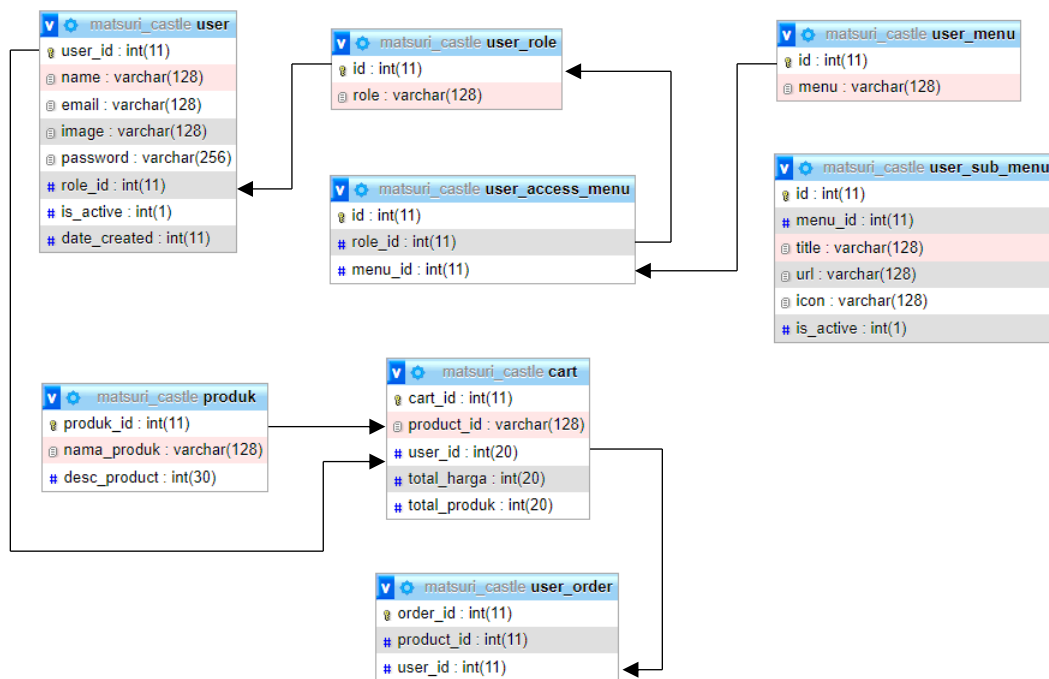 matsuri_castle user
user_id : int(11)
name : varchar(128)
email : varchar(128)
image : varchar(128)
password : varchar(256)
role_id : int(11)
is_active : int(1)
date_created : int(11)
matsuri_castle user_role
id : int(11)
role : varchar(128)
matsuri_castle user_menu
id : int(11)
menu : varchar(128)
matsuri_castle user_access_menu
id : int(11)
role_id : int(11)
menu_id : int(11)
matsuri_castle user_sub_menu
id : int(11)
menu_id : int(11)
title : varchar(128)
url : varchar(128)
icon : varchar(128)
is_active : int(1)
matsuri_castle produk
produk_id : int(11)
nama_produk : varchar(128)
desc_product : int(30)
matsuri_castle cart
cart_id : int(11)
product_id : varchar(128)
user_id : int(20)
total_harga : int(20)
total_produk : int(20)
matsuri_castle user_order
order_id : int(11)
product_id : int(11)
user_id : int(11)